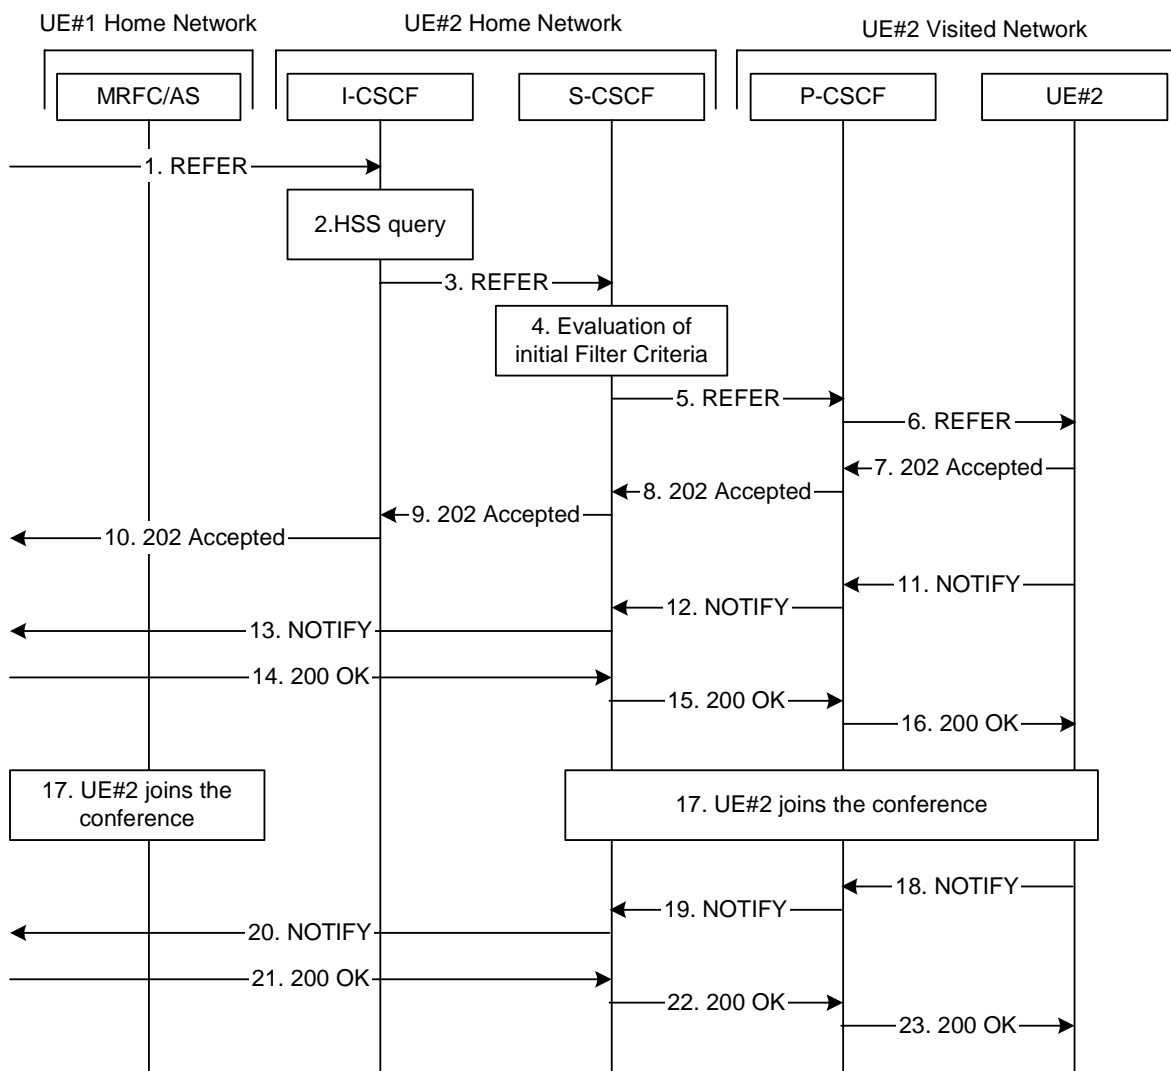 UE#1 Home Network
UE#2 Home Network
UE#2 Visited Network
MRFC/AS
I-CSCF
S-CSCF
P-CSCF
UE#2
1. REFER
2.HSS query
3. REFER
4. Evaluation of
initial Filter Criteria
5. REFER
6. REFER
7. 202 Accepted
8. 202 Accepted
9. 202 Accepted
10. 202 Accepted
11. NOTIFY
12. NOTIFY
13. NOTIFY
14. 200 OK
15. 200 OK
16. 200 OK
17. UE#2 joins the
conference
17. UE#2 joins the conference
18. NOTIFY
19. NOTIFY
20. NOTIFY
21. 200 OK
22. 200 OK
23. 200 OK